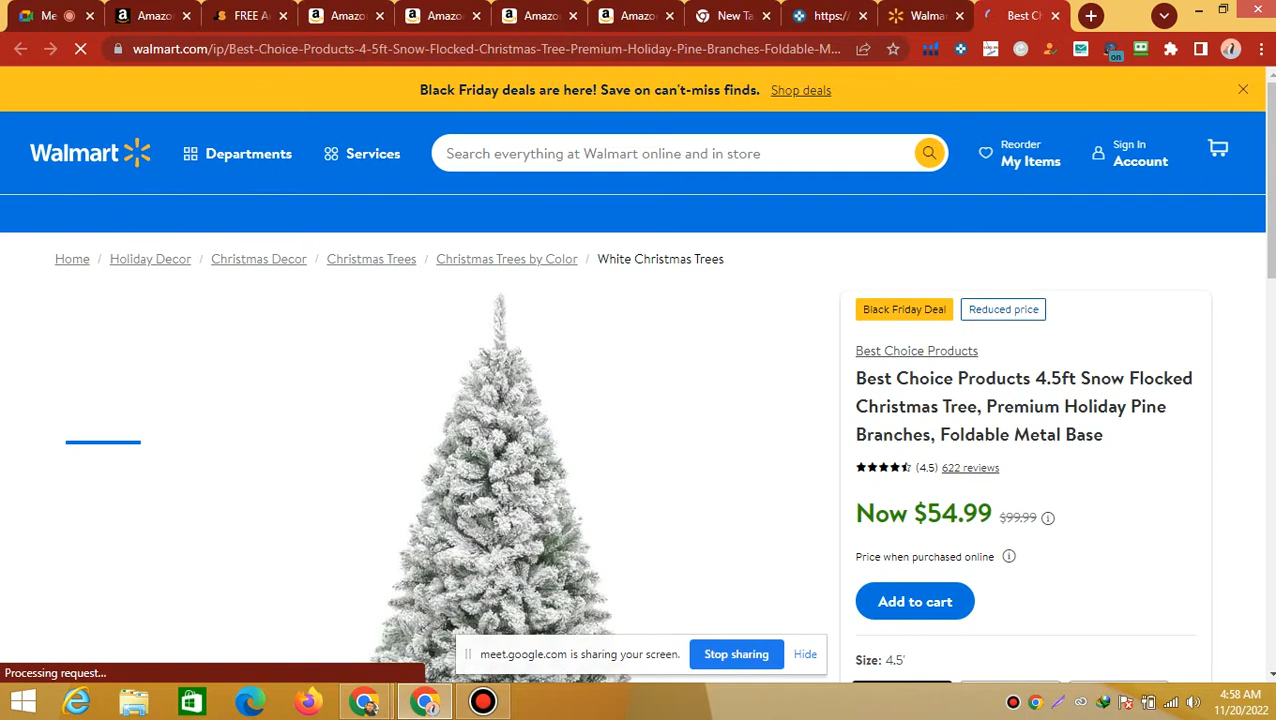 Me
Amazon
FREE A
Amazo
Amazo
Amazo
Amazo
New Ta
https:/
Walma
Best Ch
walmart.com/ip/Best-Choice-Products-4-5ft-Snow-Flocked-Christmas-Tree-Premium-Holiday-Pine-Branches-Foldable-M...
on
Black Friday deals are here! Save on can't-miss finds. Shop deals
Walmart
Departments
Services
Search everything at Walmart online and in store
Reorder
My Items
Sign In
Account
Home / Holiday Decor / Christmas Decor / Christmas Trees / Christmas Trees by Color / White Christmas Trees
Black Friday Deal
Reduced price
Best Choice Products
Best Choice Products 4.5ft Snow Flocked
Christmas Tree, Premium Holiday Pine
Branches, Foldable Metal Base
(4.5) 622 reviews
Now $54.99 $99.99
Price when purchased online
Add to cart
Size: 4.5'
meet.google.com is sharing your screen.
Stop sharing
Hide
Processing request...
4:58 AM
11/20/2022